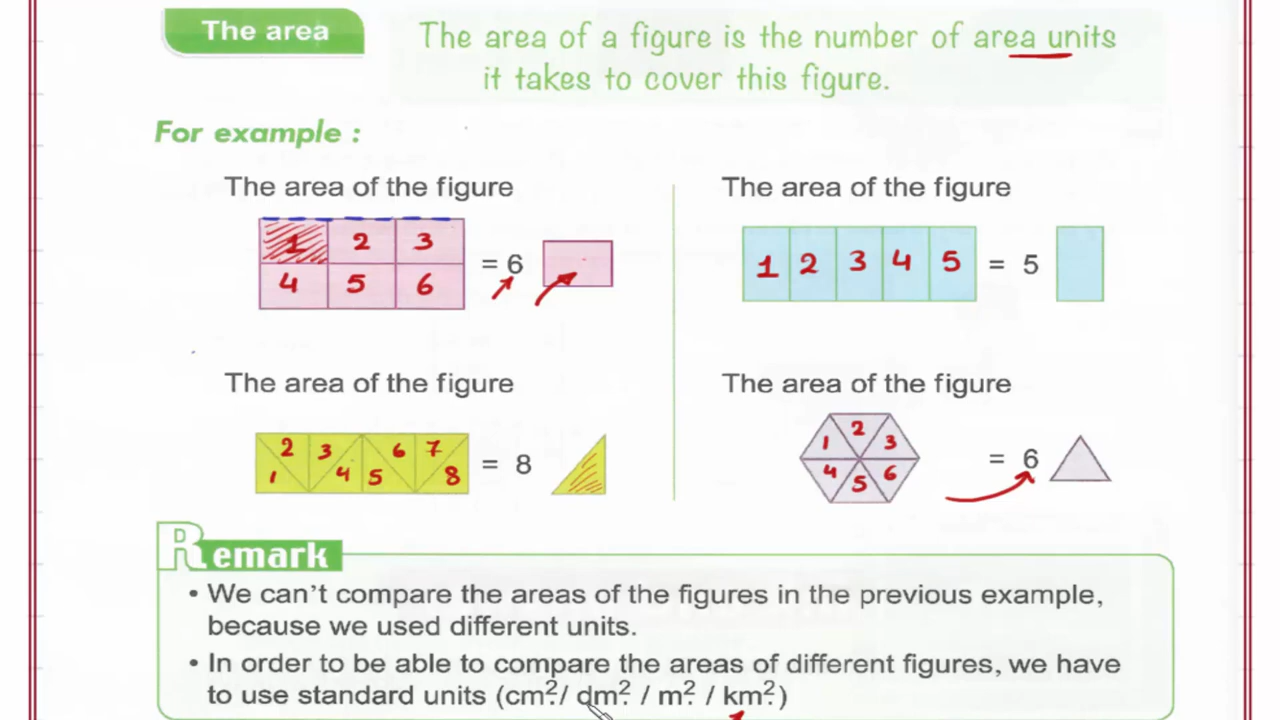 The area
The area of a figure is the number of area units
it takes to cover this figure.
For example :
The area of the figure
1 2 3
4 5 6
= 6
The area of the figure
1 2 3 4 5
= 5
The area of the figure
2 3 6 7
1 4 5 8
= 8
The area of the figure
1 2 3
4 5 6
= 6
Remark
• We can't compare the areas of the figures in the previous example,
because we used different units.
• In order to be able to compare the areas of different figures, we have
to use standard units (cm² / dm² / m² / km².)